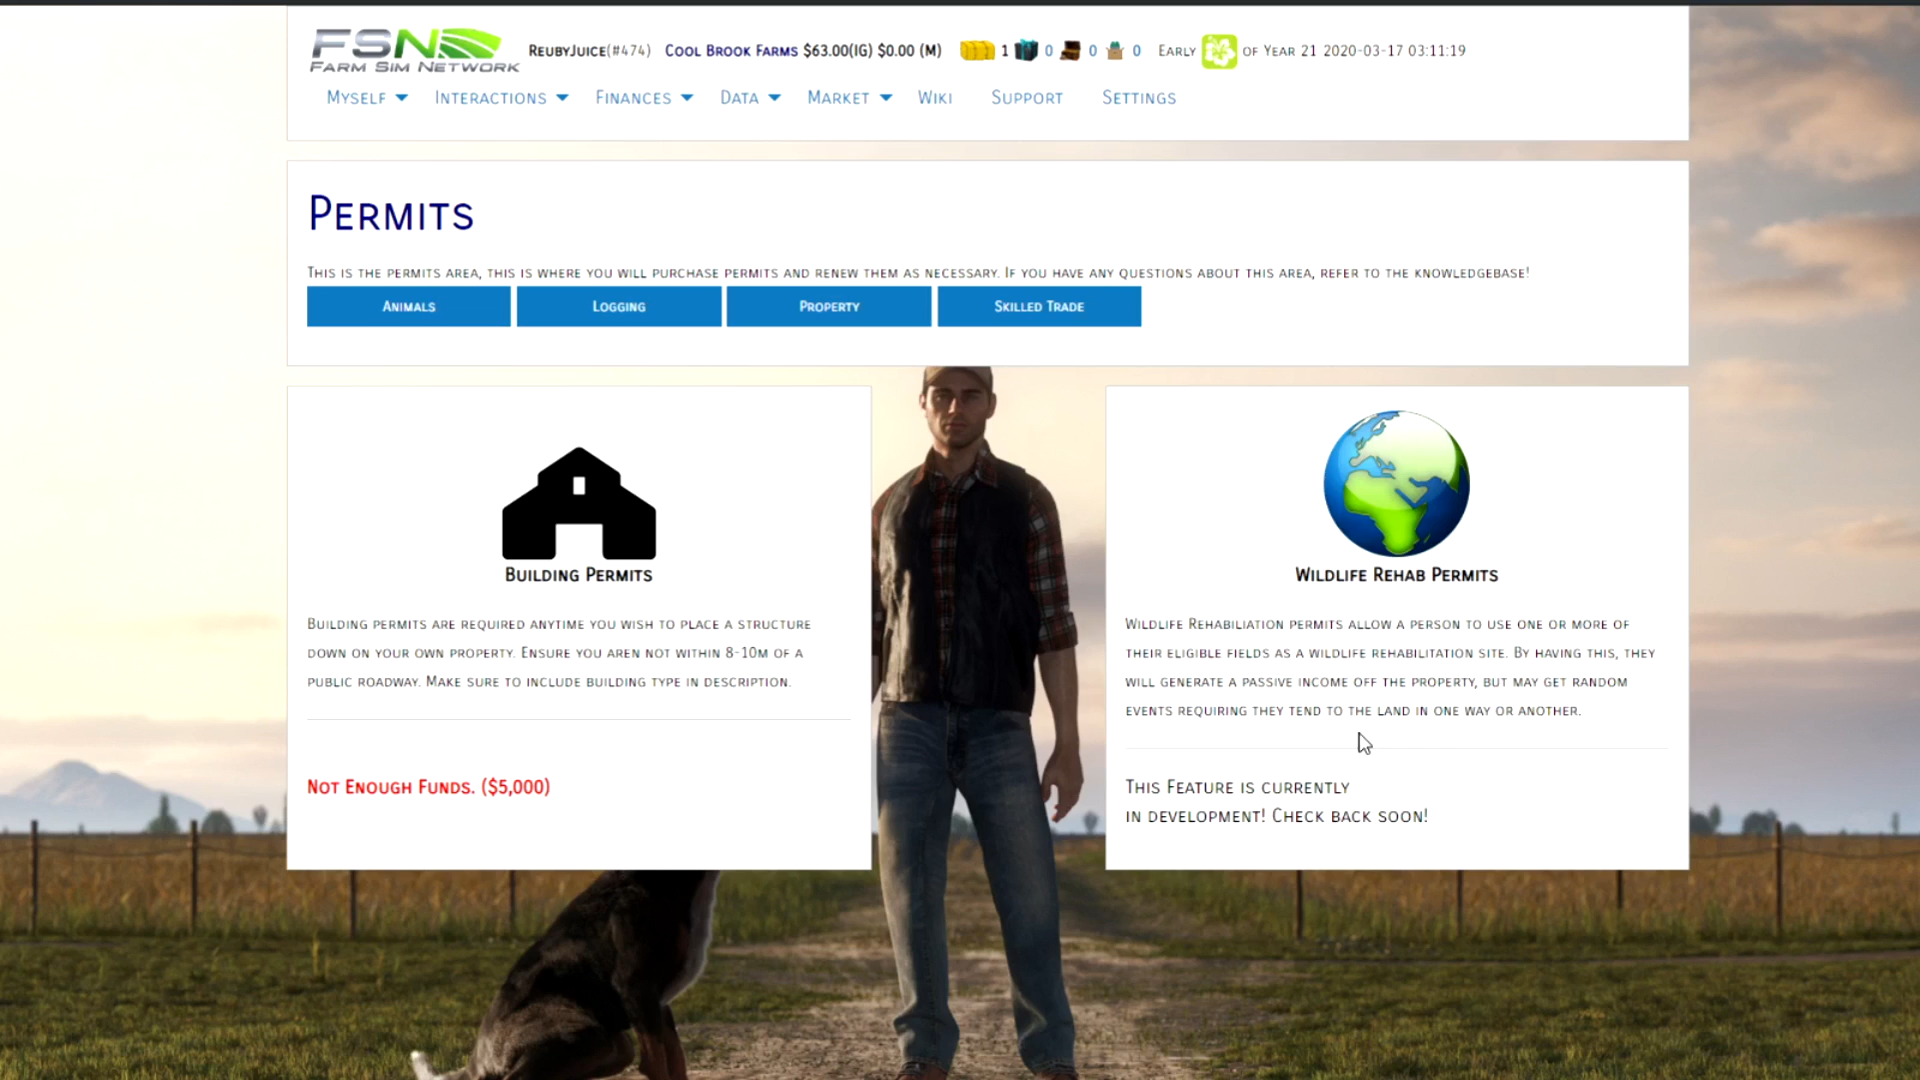 FSN
Farm Sim Network
ReubyJuice(#474) Cool Brook Farms $63.00(IG) $0.00 (M) 1 0 0 0 Early of Year 21 2020-03-17 03:11:19
Myself Interactions Finances Data Market Wiki Support Settings
Permits
This is the permits area, this is where you will purchase permits and renew them as necessary. If you have any questions about this area, refer to the knowledgebase!
Animals Logging Property Skilled Trade
Building Permits
Building permits are required anytime you wish to place a structure
down on your own property. Ensure you aren not within 8-10m of a
public roadway. Make sure to include building type in description.
Not Enough Funds. ($5,000)
Wildlife Rehab Permits
Wildlife Rehabiliation permits allow a person to use one or more of
their eligible fields as a wildlife rehabilitation site. By having this, they
will generate a passive income off the property, but may get random
events requiring they tend to the land in one way or another.
This Feature is currently
in development! Check back soon!